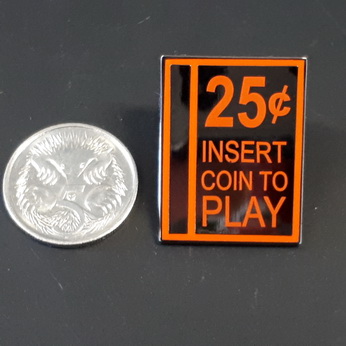 25¢
INSERT
COIN TO
PLAY